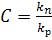 C = kn/kp